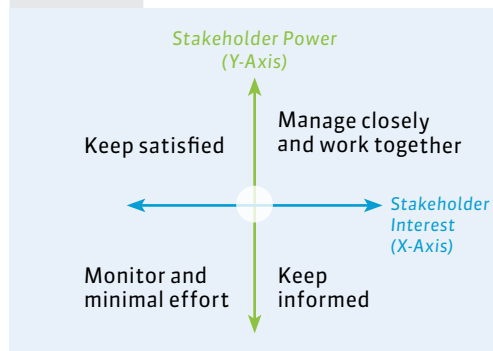 Stakeholder Power
(Y-Axis)
Keep satisfied
Manage closely
and work together
Stakeholder
Interest
(X-Axis)
Monitor and
minimal effort
Keep
informed